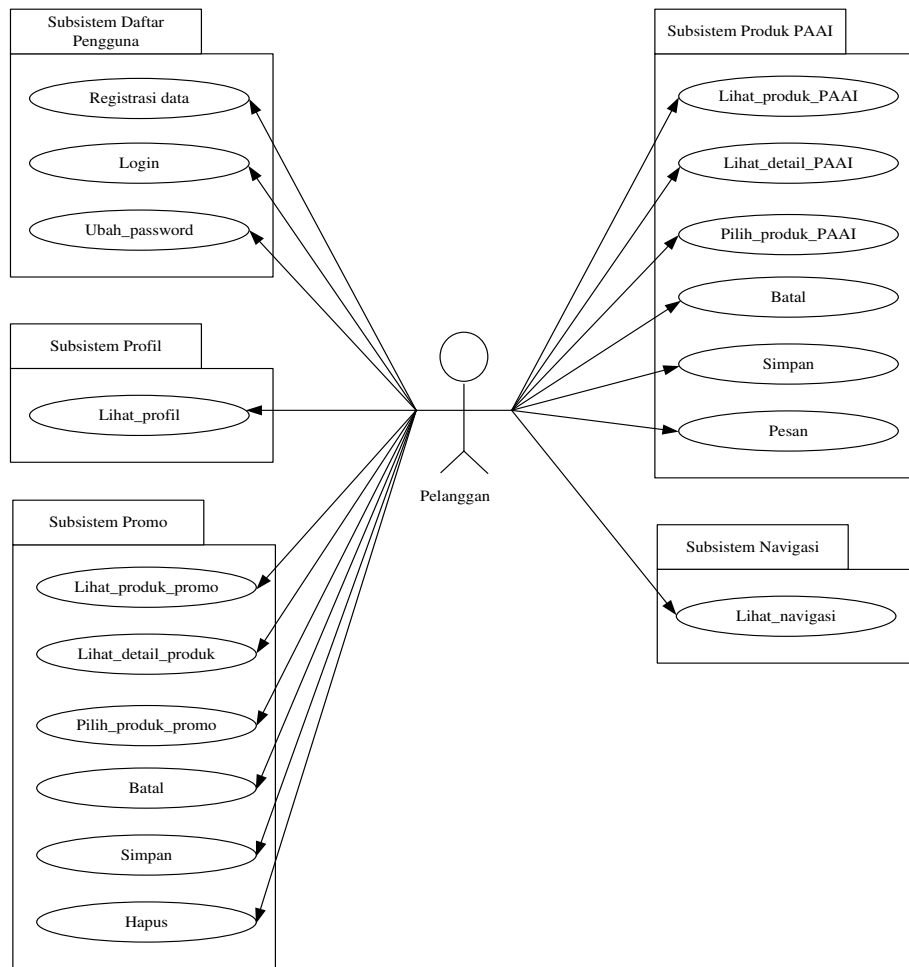 Subsistem Daftar
Pengguna
Registrasi data
Login
Ubah_password
Subsistem Profil
Lihat_profil
Subsistem Promo
Lihat_produk_promo
Lihat_detail_produk
Pilih_produk_promo
Batal
Simpan
Hapus
Pelanggan
Subsistem Produk PAAI
Lihat_produk_PAAI
Lihat_detail_PAAI
Pilih_produk_PAAI
Batal
Simpan
Pesan
Subsistem Navigasi
Lihat_navigasi